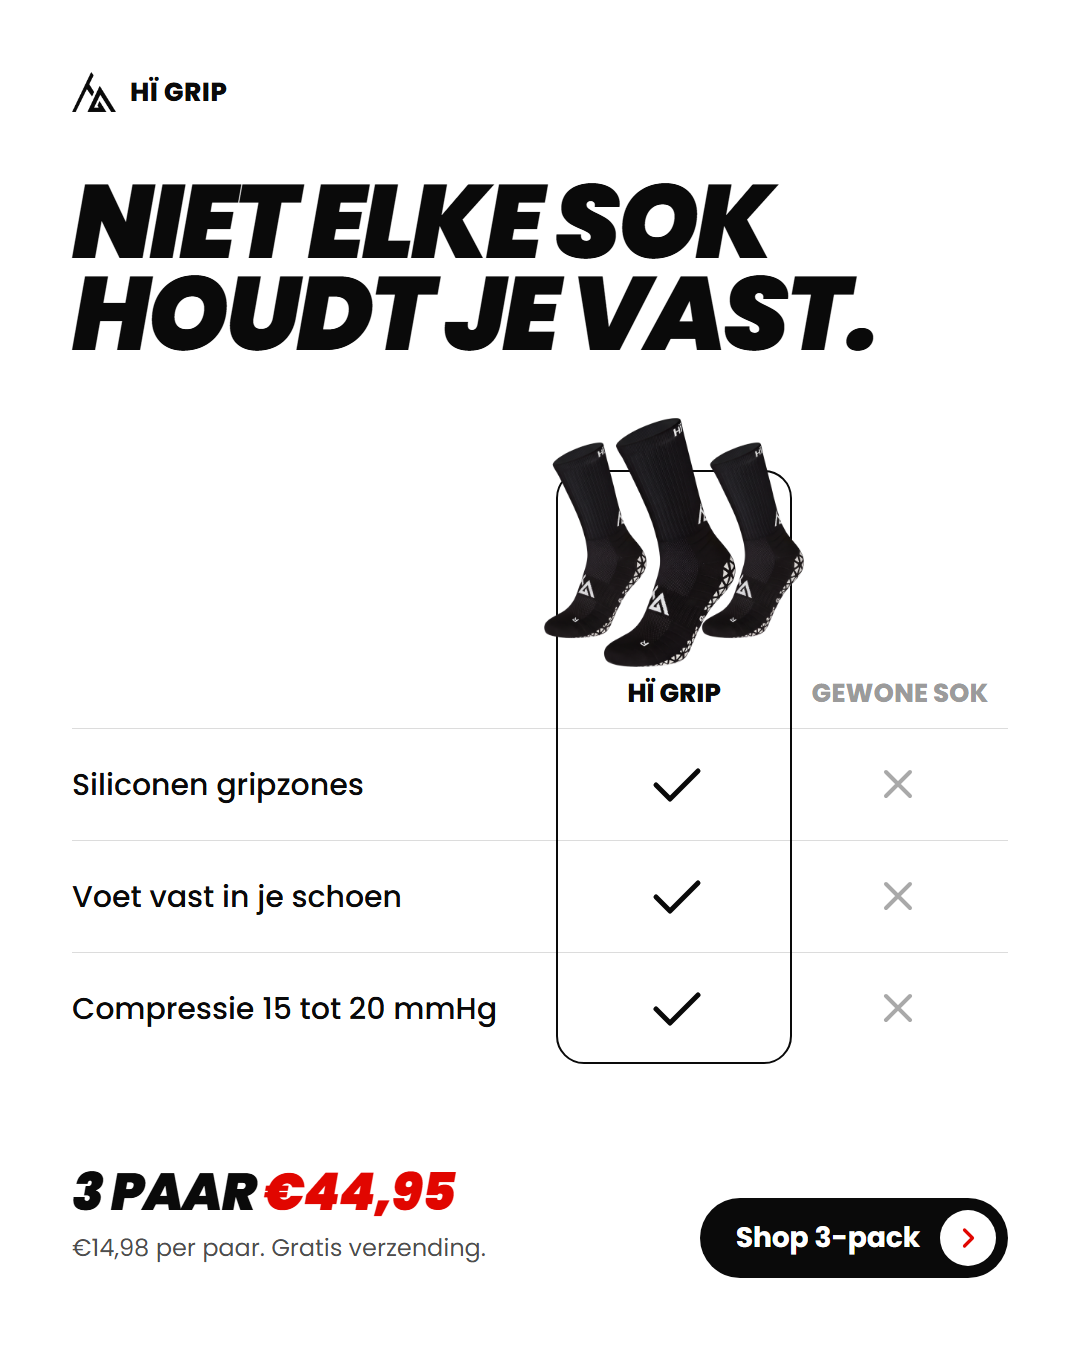 HÏ GRIP
NIET ELKE SOK
HOUDT JE VAST.
HÏ GRIP
GEWONE SOK
Siliconen gripzones
Voet vast in je schoen
Compressie 15 tot 20 mmHg
3 PAAR €44,95
€14,98 per paar. Gratis verzending.
Shop 3-pack